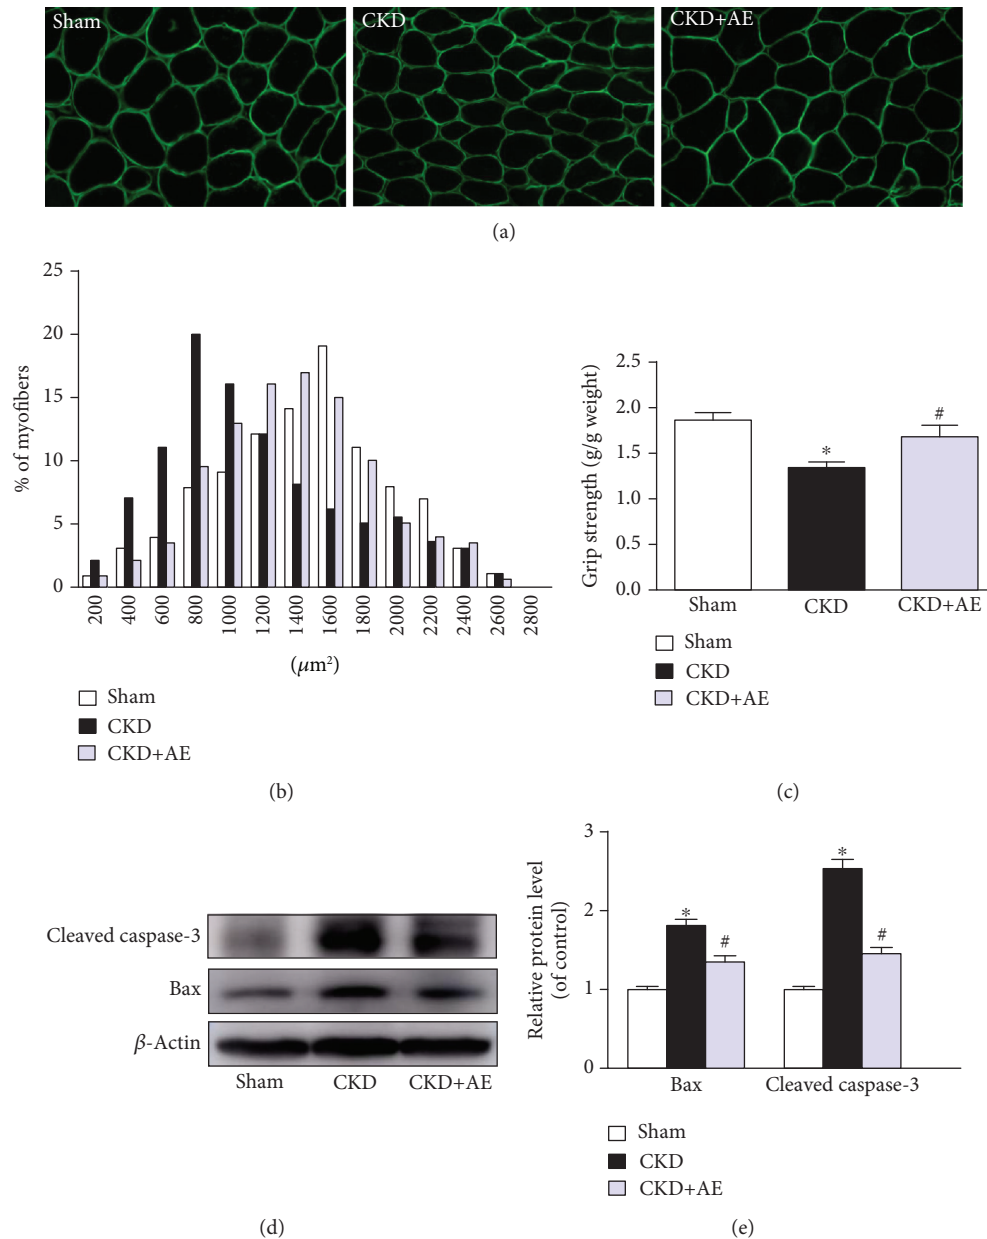 Sham
CKD
CKD+AE
(a)
25
20
15
10
5
0
% of myofibers
200
400
600
800
1000
1200
1400
1600
1800
2000
2200
2400
2600
2800
(μm²)
Sham
CKD
CKD+AE
(b)
2.5
2.0
1.5
1.0
0.5
0.0
Grip strength (g/g weight)
*
#
Sham
CKD
CKD+AE
Sham
CKD
CKD+AE
(c)
Cleaved caspase-3
Bax
β-Actin
Sham
CKD
CKD+AE
(d)
3
2
1
0
Relative protein level
(of control)
*
#
*
#
Bax
Cleaved caspase-3
Sham
CKD
CKD+AE
(e)